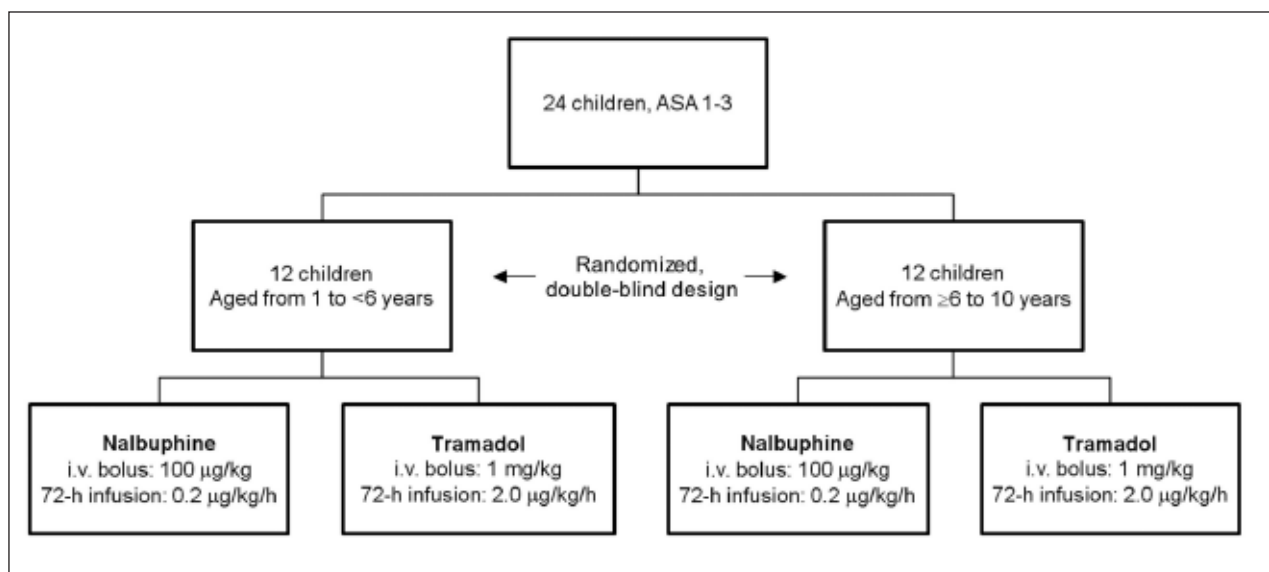 24 children, ASA 1-3
12 children
Aged from 1 to <6 years
Randomized,
double-blind design
12 children
Aged from ≥6 to 10 years
Nalbuphine
i.v. bolus: 100 μg/kg
72-h infusion: 0.2 μg/kg/h
Tramadol
i.v. bolus: 1 mg/kg
72-h infusion: 2.0 μg/kg/h
Nalbuphine
i.v. bolus: 100 μg/kg
72-h infusion: 0.2 μg/kg/h
Tramadol
i.v. bolus: 1 mg/kg
72-h infusion: 2.0 μg/kg/h